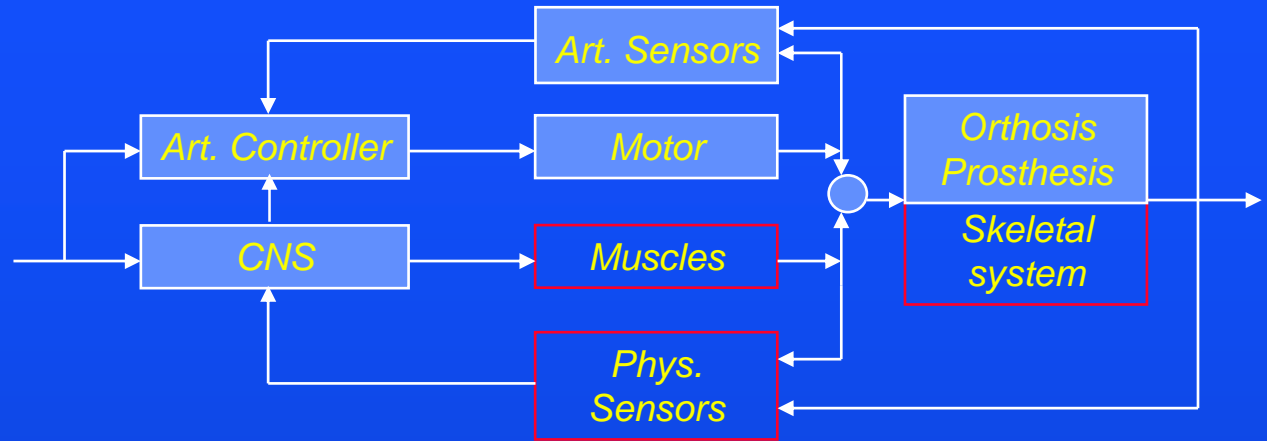 Art. Sensors
Art. Controller
Motor
Orthosis
Prosthesis
CNS
Muscles
Skeletal
system
Phys.
Sensors